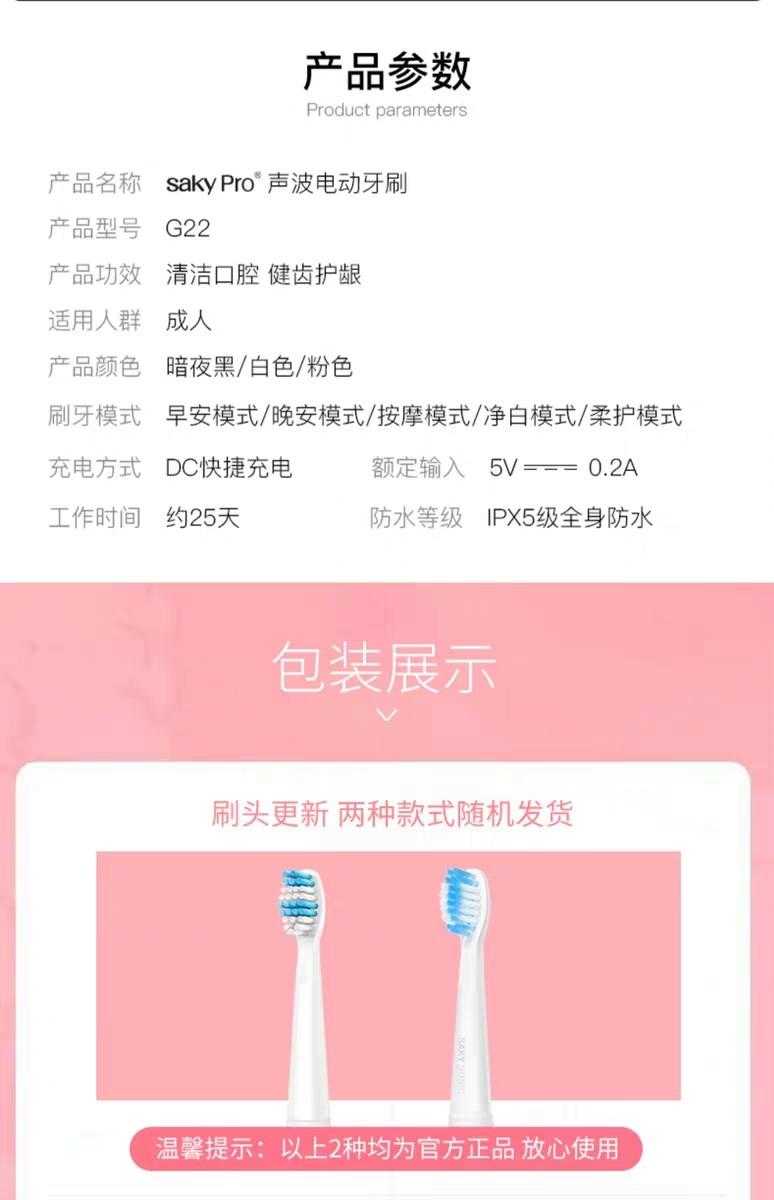 产品参数
Product parameters
产品名称 saky Pro® 声波电动牙刷
产品型号 G22
产品功效 清洁口腔 健齿护龈
适用人群 成人
产品颜色 暗夜黑/白色/粉色
刷牙模式 早安模式/晚安模式/按摩模式/净白模式/柔护模式
充电方式 DC快捷充电 额定输入 5V ⎓ 0.2A
工作时间 约25天 防水等级 IPX5级全身防水
包装展示
刷头更新 两种款式随机发货
SAKY
温馨提示：以上2种均为官方正品 放心使用